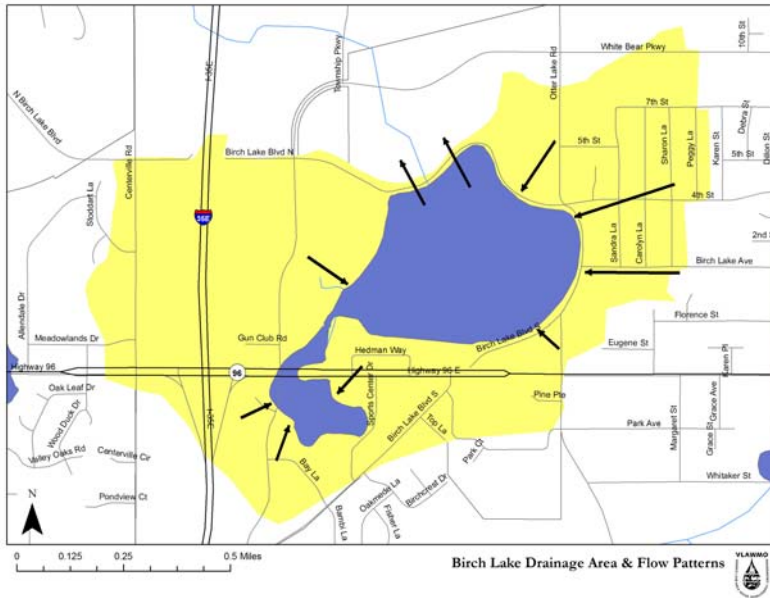 10th St
White Bear Pkwy
I-35E
Township Pkwy
Otter Lake Rd
N Birch Lake Blvd
7th St
Debra St
Sharon La
Peggy La
Karen St
Dillon St
5th St
5th St
Birch Lake Blvd N
Centerville Rd
Sloddart La
4th St
35E
Sandra La
Carolyn La
2nd S
Birch Lake Ave
Allendale Dr
Florence St
Birch Lake Blvd S
Meadowlands Dr
Gun Club Rd
Eugene St
Hedman Way
Karen Pl
Highway 96
96
Highway 96 E
Oak Leaf Dr
Sports Center Dr
Pine Pte
Wood Duck Dr
Birch Lake Blvd S
Margaret St
Grace Ave
I-35E
Top La
Park Ave
Grace St
Valley Oaks Rd
Centerville Cir
Park Ct
Bay La
Whitaker St
Oakmede La
Birchcrest Dr
Pondview Ct
N
Bambi La
Fisher La
0 0.125 0.25 0.5 Miles
Birch Lake Drainage Area & Flow Patterns
VLAWMO